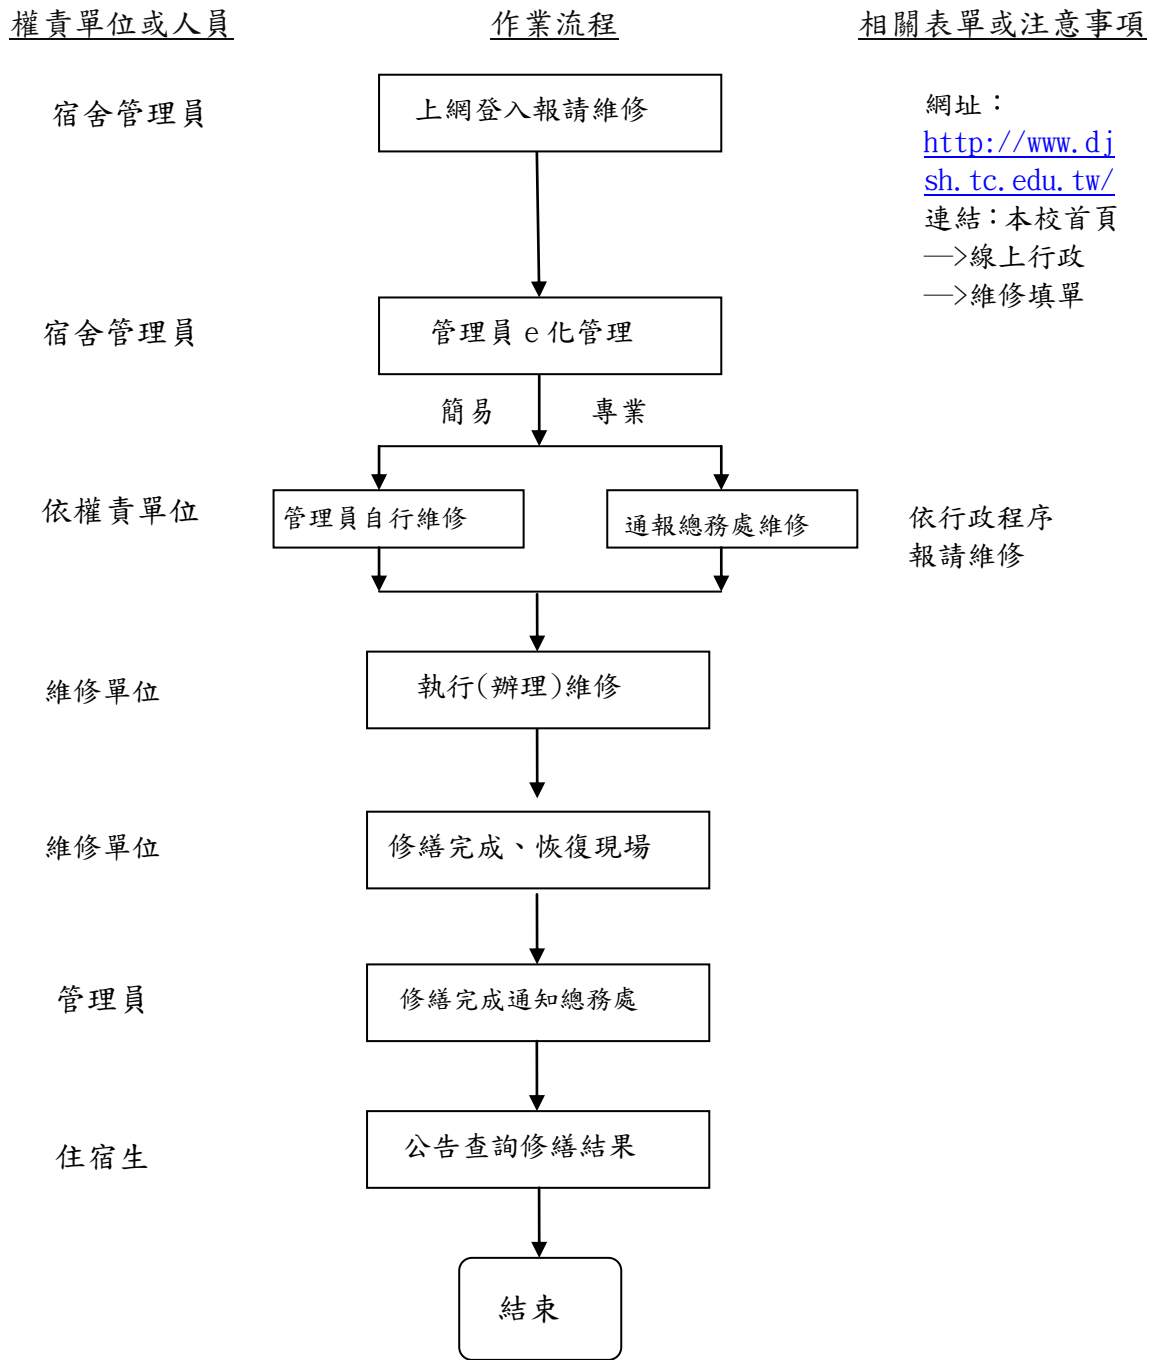 權責單位或人員 作業流程 相關表單或注意事項
宿舍管理員 上網登入報請維修 網址：
http://www.dj
sh.tc.edu.tw/
連結：本校首頁
—>線上行政
—>維修填單
宿舍管理員 管理員e化管理
簡易 專業
依權責單位 管理員自行維修 通報總務處維修 依行政程序
報請維修
維修單位 執行(辦理)維修
維修單位 修繕完成、恢復現場
管理員 修繕完成通知總務處
住宿生 公告查詢修繕結果
結束